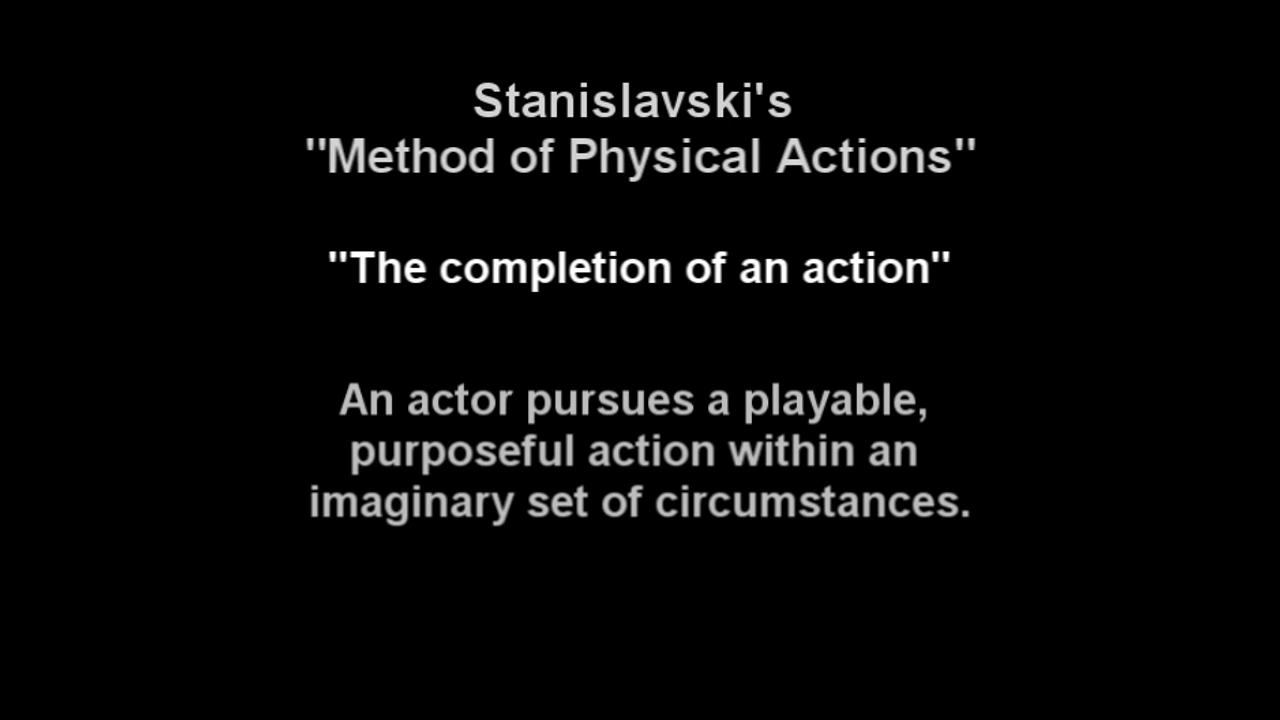 Stanislavski's
"Method of Physical Actions"
"The completion of an action"
An actor pursues a playable,
purposeful action within an
imaginary set of circumstances.